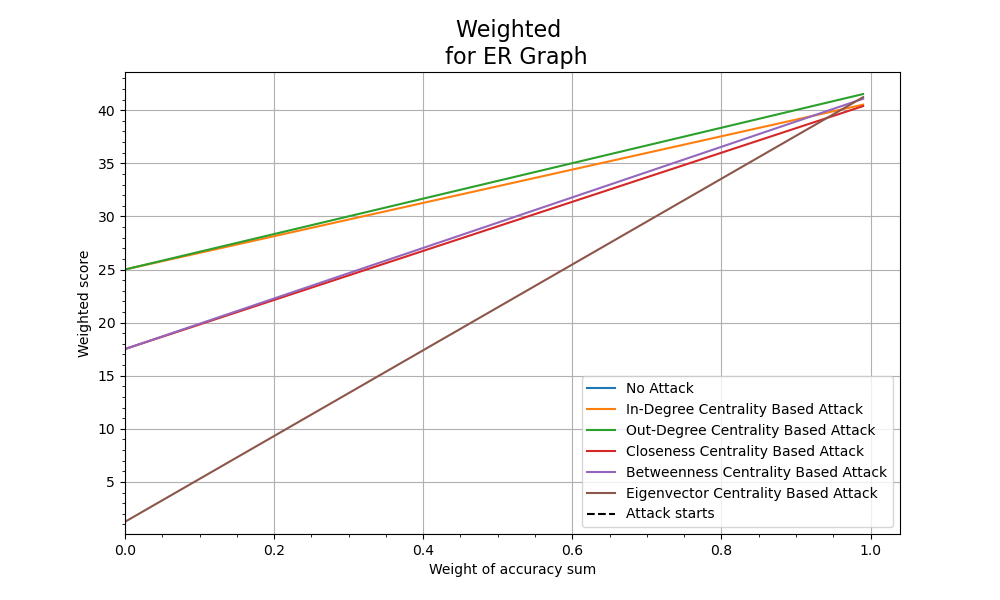 Weighted
for ER Graph
Weighted score
40
35
30
25
20
15
10
5
No Attack
In-Degree Centrality Based Attack
Out-Degree Centrality Based Attack
Closeness Centrality Based Attack
Betweenness Centrality Based Attack
Eigenvector Centrality Based Attack
Attack starts
0.0 0.2 0.4 0.6 0.8 1.0
Weight of accuracy sum